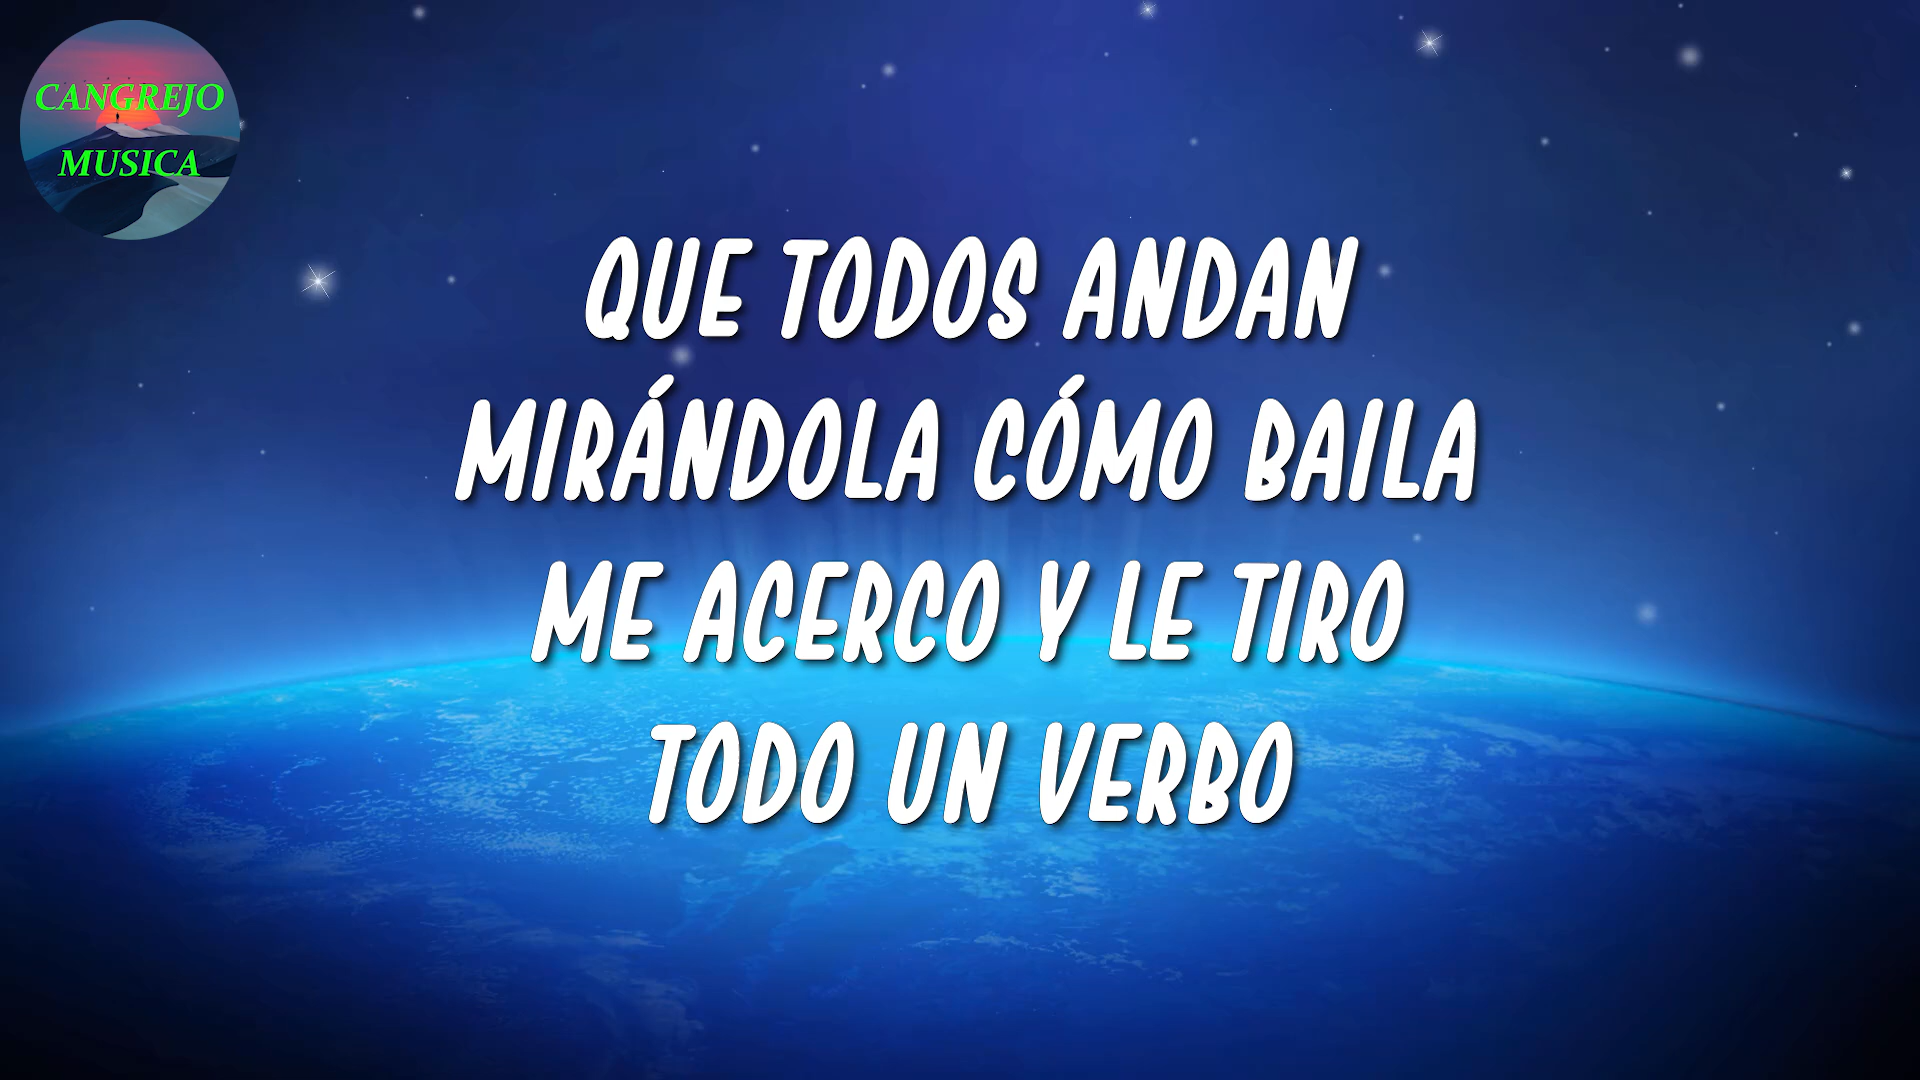 CANGREJO
MUSICA
QUE TODOS ANDAN
MIRÁNDOLA CÓMO BAILA
ME ACERCO Y LE TIRO
TODO UN VERBO